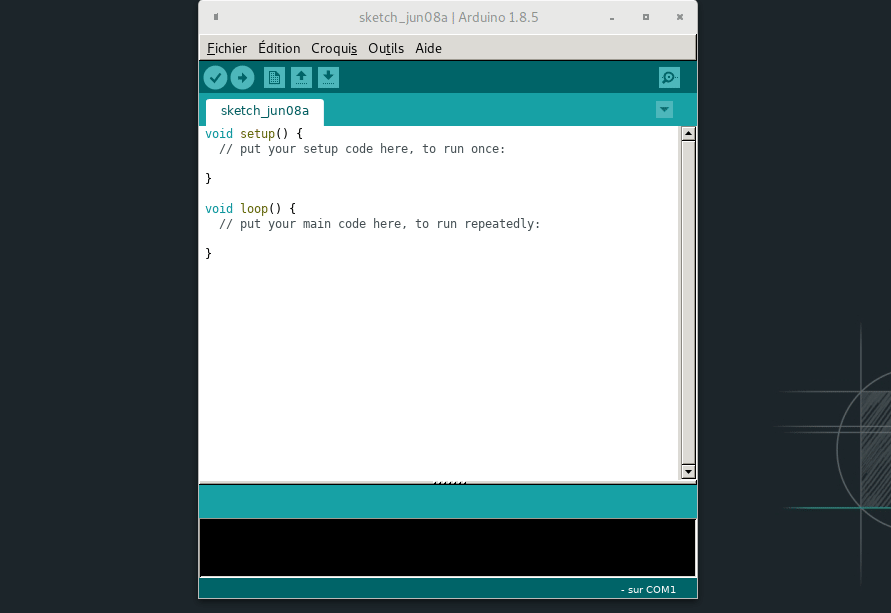 sketch_jun08a | Arduino 1.8.5
Fichier Édition Croquis Outils Aide
sketch_jun08a
void setup() {
  // put your setup code here, to run once:
}
void loop() {
  // put your main code here, to run repeatedly:
}
- sur COM1